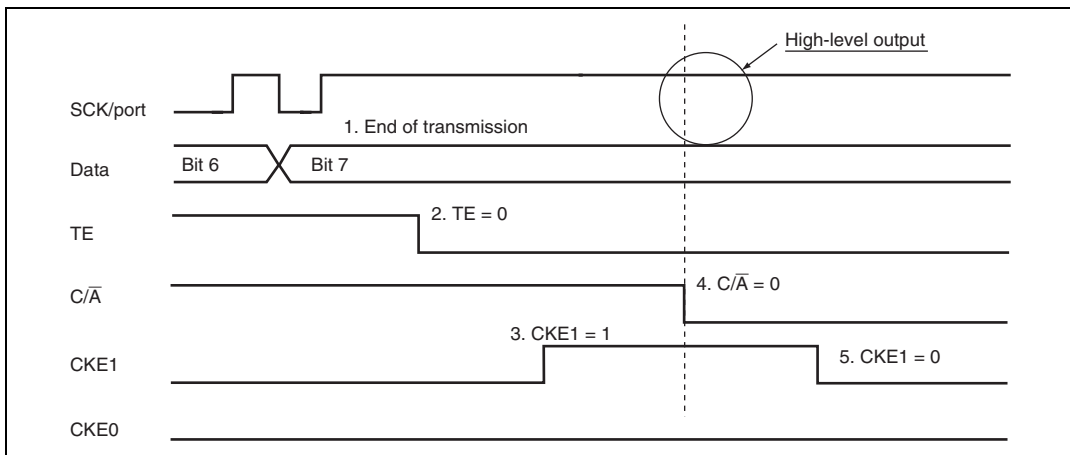 High-level output
SCK/port
1. End of transmission
Data
Bit 6
Bit 7
TE
2. TE = 0
C/A̅
4. C/A̅ = 0
3. CKE1 = 1
CKE1
5. CKE1 = 0
CKE0